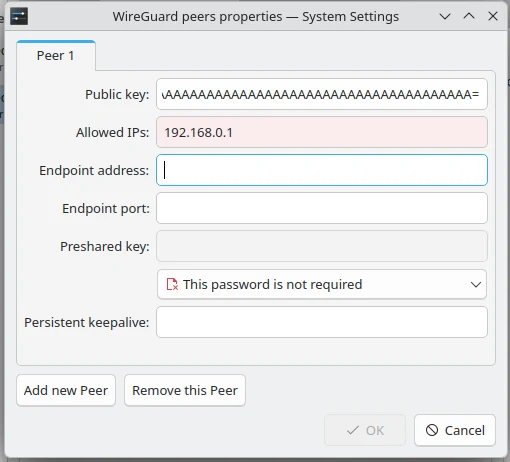 WireGuard peers properties — System Settings
Peer 1
Public key:
Allowed IPs: 192.168.0.1
Endpoint address:
Endpoint port:
Preshared key:
This password is not required
Persistent keepalive:
Add new Peer Remove this Peer
OK Cancel